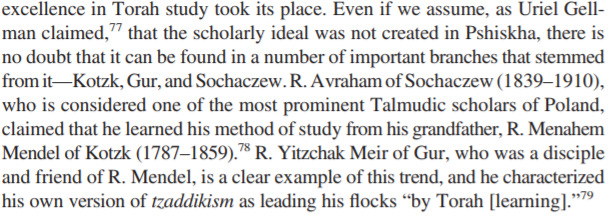 excellence in Torah study took its place. Even if we assume, as Uriel Gell-
man claimed,77 that the scholarly ideal was not created in Pshiskha, there is
no doubt that it can be found in a number of important branches that stemmed
from it—Kotzk, Gur, and Sochaczew. R. Avraham of Sochaczew (1839–1910),
who is considered one of the most prominent Talmudic scholars of Poland,
claimed that he learned his method of study from his grandfather, R. Menahem
Mendel of Kotzk (1787–1859).78 R. Yitzchak Meir of Gur, who was a disciple
and friend of R. Mendel, is a clear example of this trend, and he characterized
his own version of tzaddikism as leading his flocks “by Torah [learning].”79